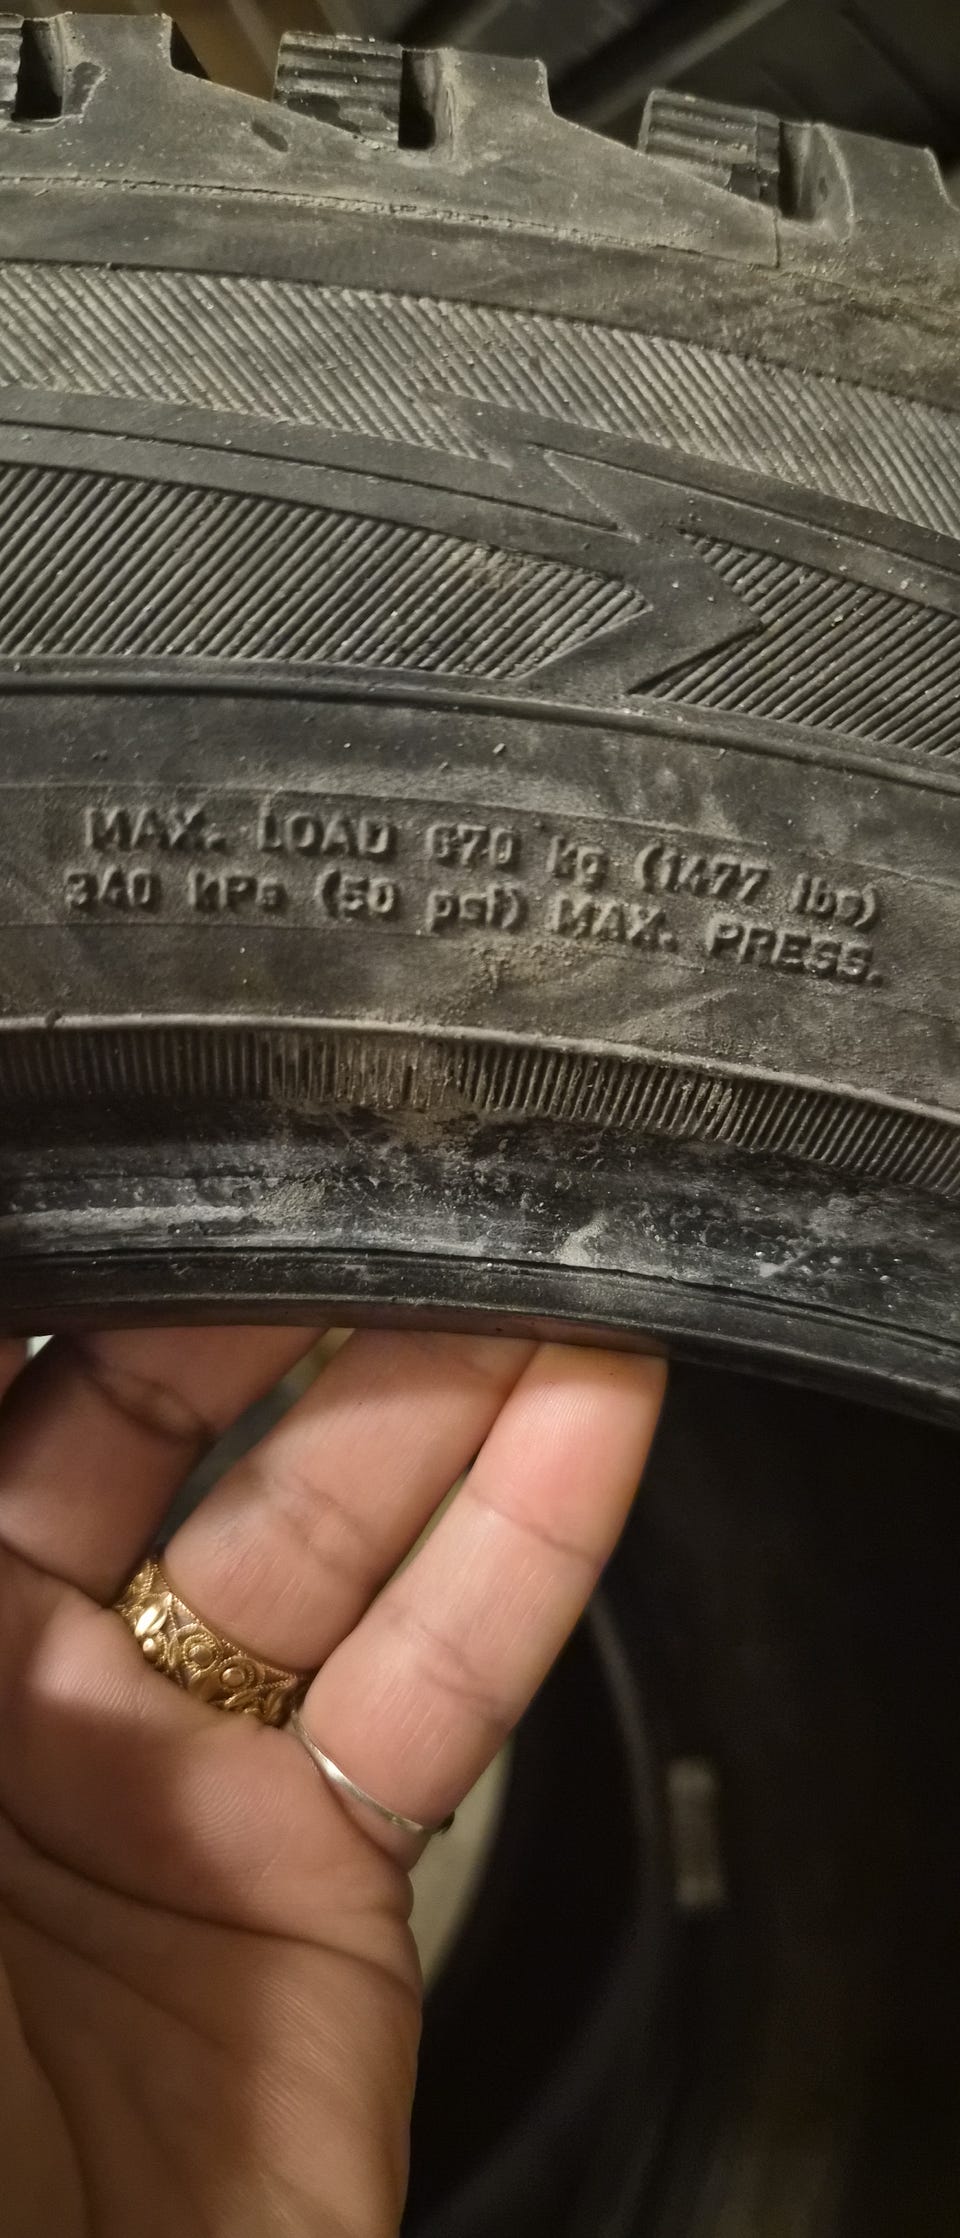 MAX. LOAD 670 kg (1477 lbs)
340 kPa (50 psi) MAX. PRESS.